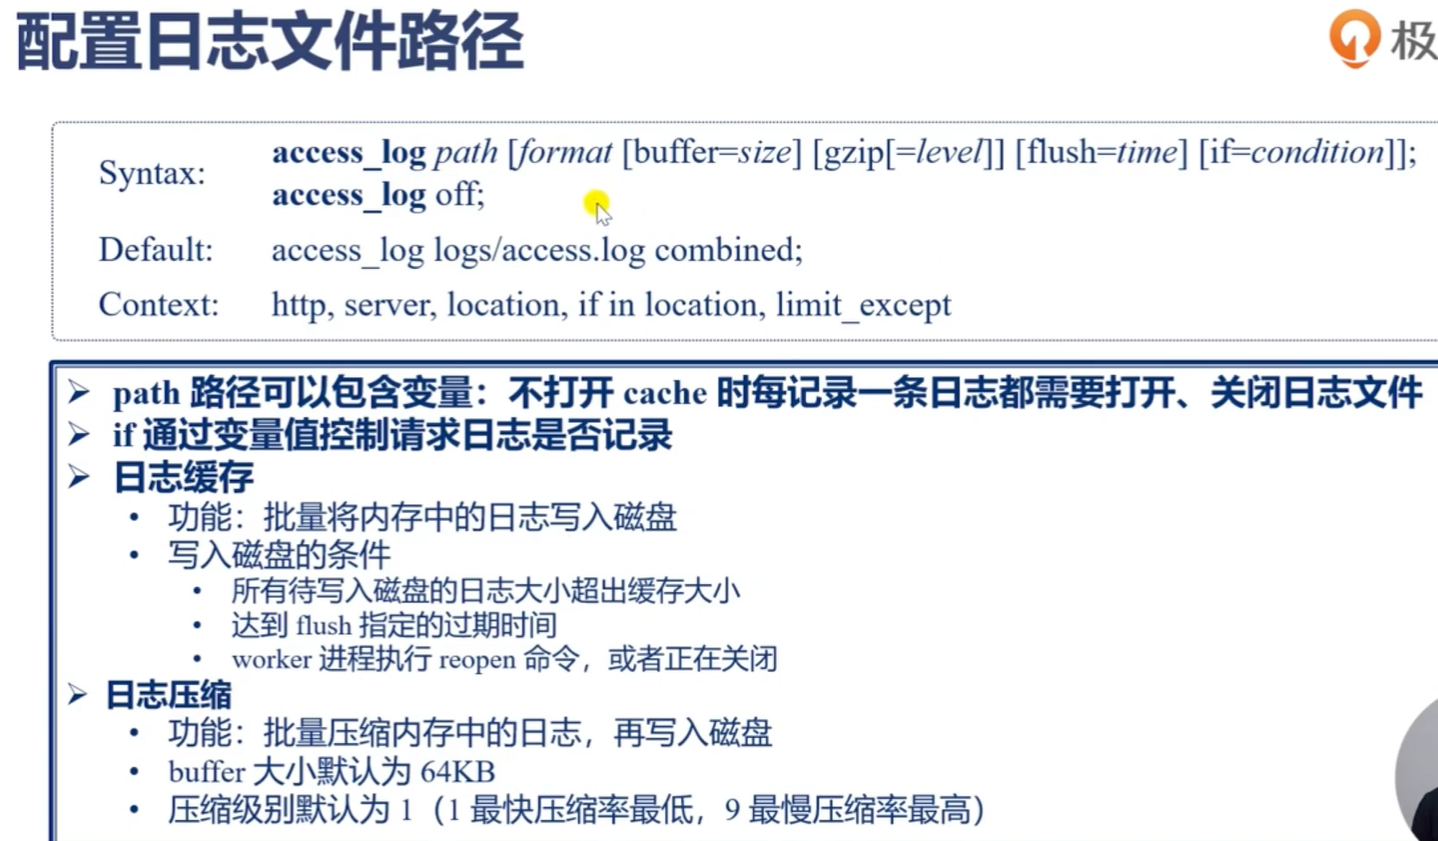 配置日志文件路径
极
Syntax: access_log path [format [buffer=size] [gzip[=level]] [flush=time] [if=condition]];
access_log off;
Default: access_log logs/access.log combined;
Context: http, server, location, if in location, limit_except
➢ path 路径可以包含变量：不打开 cache 时每记录一条日志都需要打开、关闭日志文件
➢ if 通过变量值控制请求日志是否记录
➢ 日志缓存
• 功能：批量将内存中的日志写入磁盘
• 写入磁盘的条件
• 所有待写入磁盘的日志大小超出缓存大小
• 达到 flush 指定的过期时间
• worker 进程执行 reopen 命令，或者正在关闭
➢ 日志压缩
• 功能：批量压缩内存中的日志，再写入磁盘
• buffer 大小默认为 64KB
• 压缩级别默认为 1（1 最快压缩率最低，9 最慢压缩率最高）